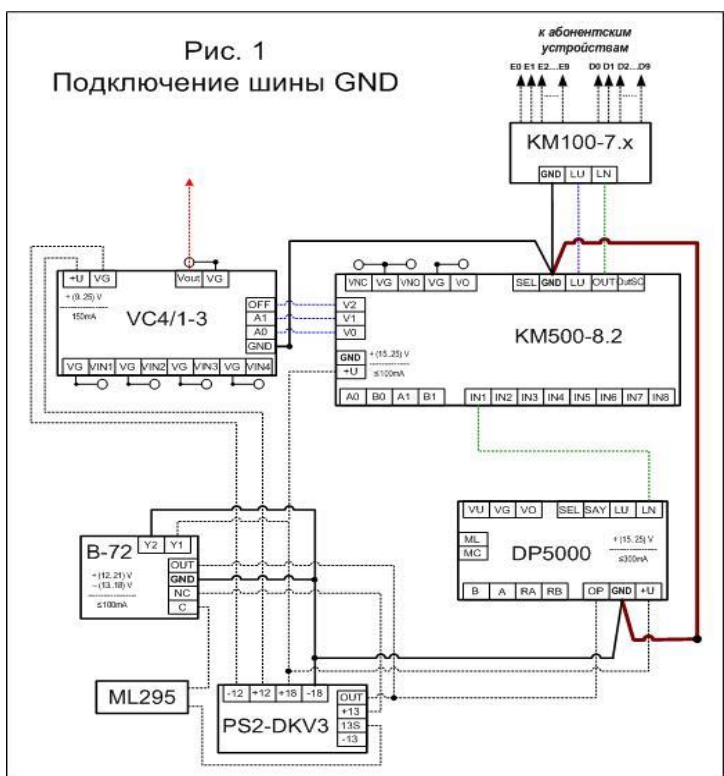 Рис. 1
Подключение шины GND
к абонентским
устройствам
E0 E1 E2...E9 D0 D1 D2...D9
KM100-7.x
GND LU LN
+U VG Vout VG
+ (9..25) V
150mA
VC4/1-3
OFF
A1
A0
GND
VG VIN1 VG VIN2 VG VIN3 VG VIN4
VNC VG VNO VG VO SEL GND LU OUT OutSC
V2
V1
V0
KM500-8.2
GND
+U
+ (15..25) V
≤100mA
A0 B0 A1 B1 IN1 IN2 IN3 IN4 IN5 IN6 IN7 IN8
VU VG VO SEL SAY LU LN
ML
MC
DP5000
+ (15..25) V
≤300mA
B A RA RB OP GND +U
Y2 Y1
B-72
+ (12..21) V
~ (13..18) V
≤100mA
OUT
GND
NC
C
ML295
-12 +12 +18 -18
PS2-DKV3
OUT
+13
13S
-13